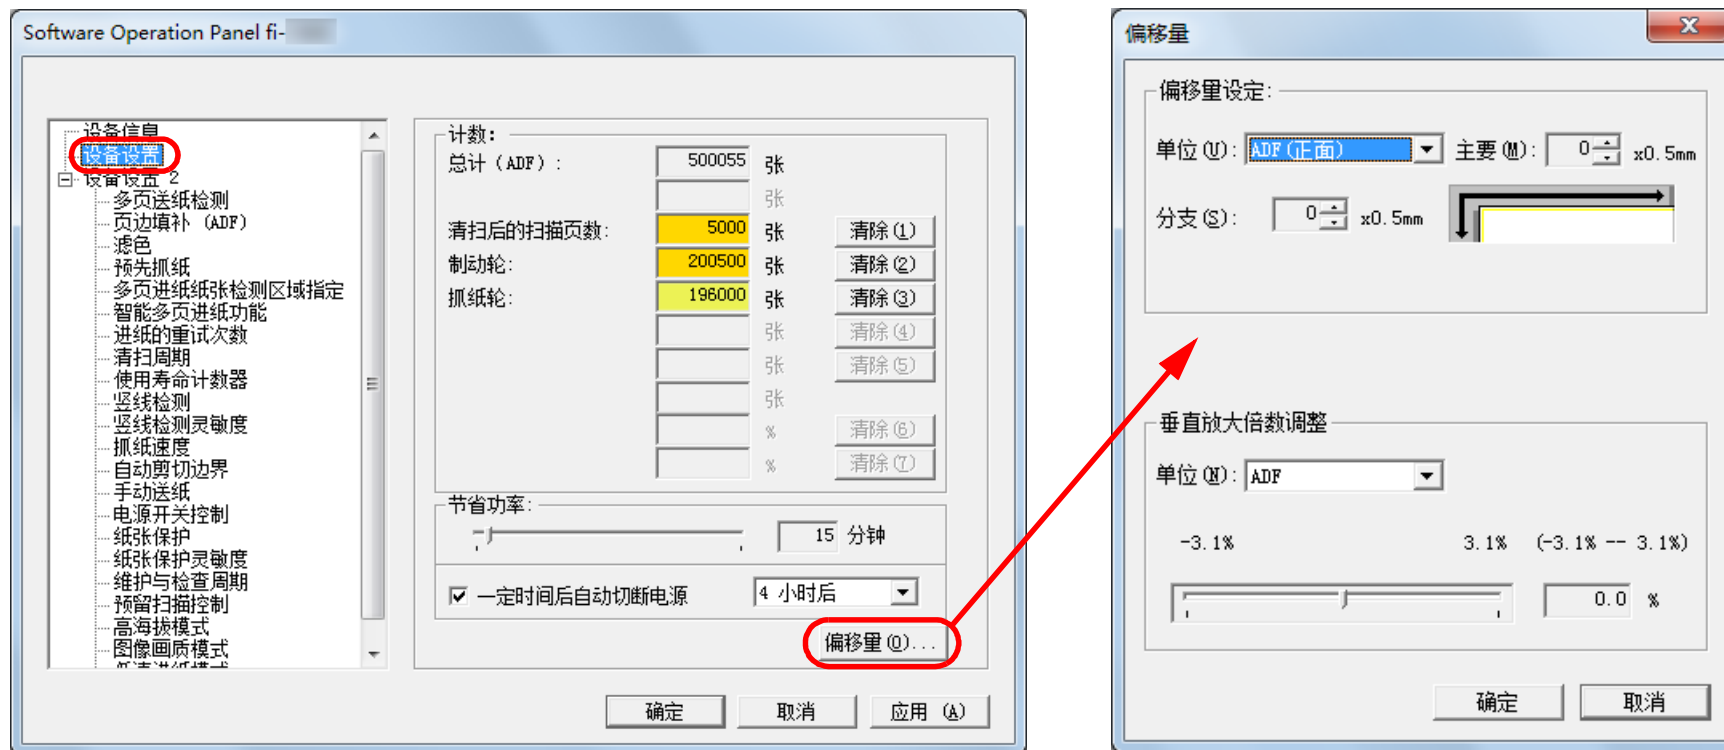 Software Operation Panel fi-
设备信息
设备设置
设备设置 2
多页送纸检测
页边填补 (ADF)
滤色
预先抓纸
多页进纸纸张检测区域指定
智能多页进纸功能
进纸的重试次数
清扫周期
使用寿命计数器
竖线检测
竖线检测灵敏度
抓纸速度
自动剪切边界
手动送纸
电源开关控制
纸张保护
纸张保护灵敏度
维护与检查周期
预留扫描控制
高海拔模式
图像画质模式
低速进纸模式
计数:
总计 (ADF) : 500055 张
张
清扫后的扫描页数: 5000 张 清除(1)
制动轮: 200500 张 清除(2)
抓纸轮: 196000 张 清除(3)
张 清除(4)
张 清除(5)
张
% 清除(6)
% 清除(7)
节省功率:
15 分钟
一定时间后自动切断电源 4 小时后
偏移量(O)...
确定 取消 应用 (A)
偏移量
偏移量设定:
单位(U): ADF(正面) 主要(M): 0 x0.5mm
分支(S): 0 x0.5mm
垂直放大倍数调整
单位(N): ADF
-3.1% 3.1% (-3.1% -- 3.1%)
0.0 %
确定 取消